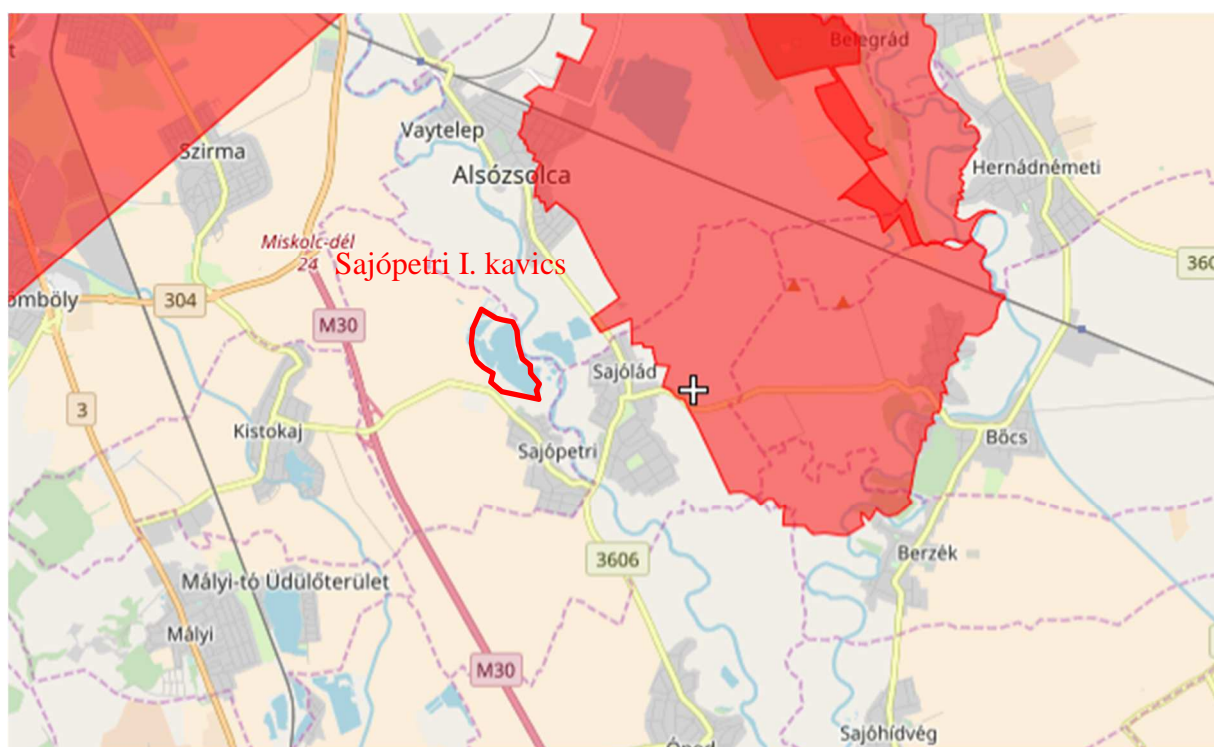 Belegrád
Vaytelep
Szirma
Alsózsolca
Hernádnémeti
Miskolc-dél
24
Sajópetri I. kavics
360
ömböly
304
M30
Sajólád
3
Kistokaj
Sajópetri
Bőcs
3606
Berzék
Mályi-tó Üdülőterület
Mályi
M30
Sajóhídvég